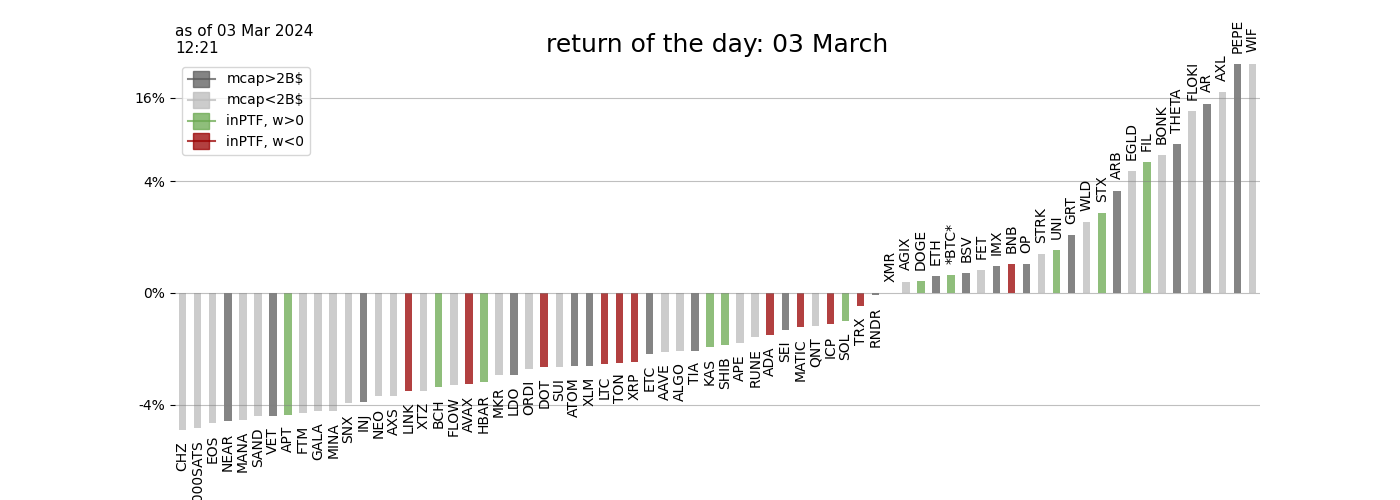 as of 03 Mar 2024
12:21
return of the day: 03 March
mcap>2B$
mcap<2B$
inPTF, w>0
inPTF, w<0
16%
4%
0%
-4%
CHZ
000SATS
EOS
NEAR
MANA
SAND
VET
APT
FTM
GALA
MINA
SNX
INJ
NEO
AXS
LINK
XTZ
BCH
FLOW
AVAX
HBAR
MKR
LDO
ORDI
DOT
SUI
ATOM
XLM
LTC
TON
XRP
ETC
AAVE
ALGO
TIA
KAS
SHIB
APE
RUNE
ADA
SEI
MATIC
QNT
ICP
SOL
TRX
RNDR
XMR
AGIX
DOGE
ETH
*BTC*
BSV
FET
IMX
BNB
OP
STRK
UNI
GRT
WLD
STX
ARB
EGLD
FIL
BONK
THETA
FLOKI
AR
AXL
PEPE
WIF